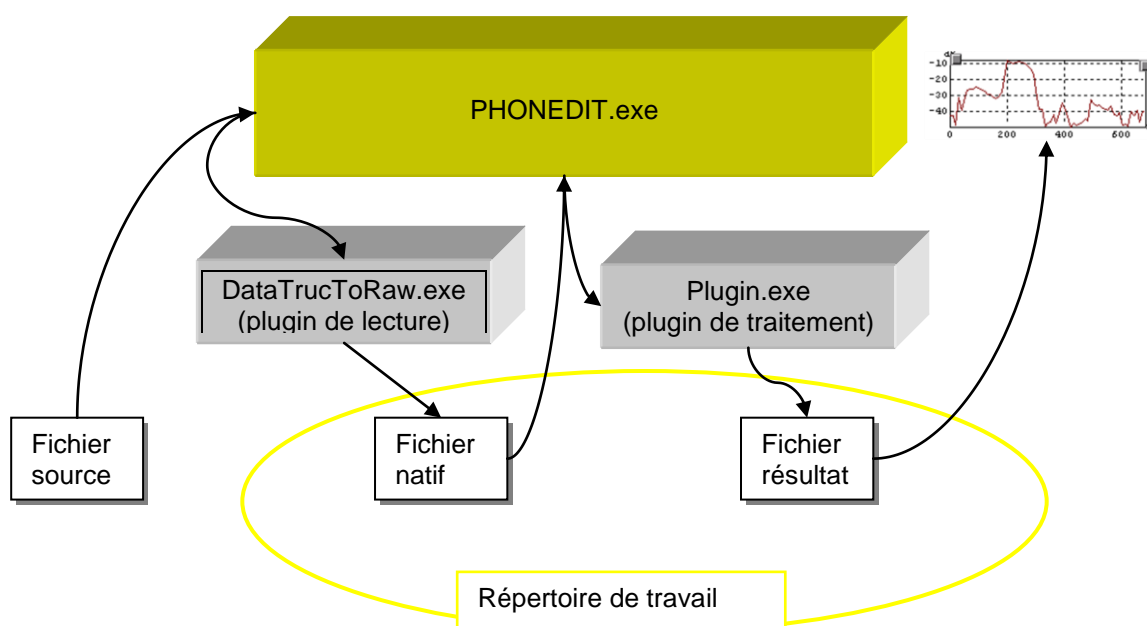 PHONEDIT.exe
dB
-10
-20
-30
-40
0 200 400 600
DataTrucToRaw.exe
(plugin de lecture)
Plugin.exe
(plugin de traitement)
Fichier
source
Fichier
natif
Fichier
résultat
Répertoire de travail